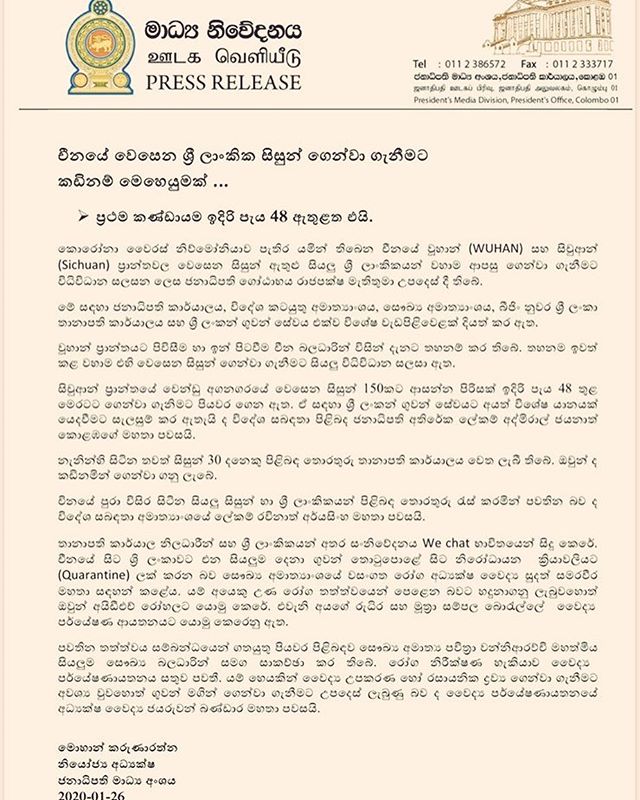 මාධ්‍ය නිවේදනය
ஊடக வெளியீடு
PRESS RELEASE
Tel : 011 2 386572 Fax : 011 2 333717
ජනාධිපති මාධ්‍ය අංශය,ජනාධිපති කාර්යාලය,කොළඹ 01
ஜனாதிபதி ஊடகப் பிரிவு, ஜனாதிபதி அலுவலகம், கொழும்பு 01
President's Media Division, President's Office, Colombo 01
චීනයේ වෙසෙන ශ්‍රී ලාංකික සිසුන් ගෙන්වා ගැනීමට
කඩිනම් මෙහෙයුමක් ...
➢ ප්‍රථම කණ්ඩායම ඉදිරි පැය 48 ඇතුළත එයි.
කොරෝනා වෛරස් නිව්මෝනියාව පැතිර යමින් තිබෙන චීනයේ වූහාන් (WUHAN) සහ සිචුආන්
(Sichuan) ප්‍රාන්තවල වෙසෙන සිසුන් ඇතුළු සියලු ශ්‍රී ලාංකිකයන් වහාම ආපසු ගෙන්වා ගැනීමට
විධිවිධාන සලසන ලෙස ජනාධිපති ගෝඨාභය රාජපක්ෂ මැතිතුමා උපදෙස් දී තිබේ.
මේ සඳහා ජනාධිපති කාර්යාලය, විදේශ කටයුතු අමාත්‍යාංශය, සෞඛ්‍ය අමාත්‍යාංශය, බීජිං නුවර ශ්‍රී ලංකා
තානාපති කාර්යාලය සහ ශ්‍රී ලංකන් ගුවන් සේවය එක්ව විශේෂ වැඩපිළිවෙළක් දියත් කර ඇත.
වූහාන් ප්‍රාන්තයට පිවිසීම හා ඉන් පිටවීම චීන බලධාරීන් විසින් දැනට තහනම් කර තිබේ. තහනම ඉවත්
කළ වහාම එහි වෙසෙන සිසුන් ගෙන්වා ගැනීමට සියලු විධිවිධාන සලසා ඇත.
සිචුආන් ප්‍රාන්තයේ චෙන්ඩු අගනගරයේ වෙසෙන සිසුන් 150කට ආසන්න පිරිසක් ඉදිරි පැය 48 තුළ
මෙරටට ගෙන්වා ගැනීමට පියවර ගෙන ඇත. ඒ සඳහා ශ්‍රී ලංකන් ගුවන් සේවයට අයත් විශේෂ යානයක්
යෙදවීමට සැලසුම් කර ඇතැයි ද විදේශ සබඳතා පිළිබඳ ජනාධිපති අතිරේක ලේකම් අද්මිරාල් ජයනාත්
කොළඹගේ මහතා පවසයි.
නැනින්හි සිටින තවත් සිසුන් 30 දෙනෙකු පිළිබඳ තොරතුරු තානාපති කාර්යාලය වෙත ලැබී තිබේ. ඔවුන් ද
කඩිනමින් ගෙන්වා ගනු ලැබේ.
චීනයේ පුරා විසිර සිටින සියලු සිසුන් හා ශ්‍රී ලාංකිකයන් පිළිබඳ තොරතුරු රැස් කරමින් පවතින බව ද
විදේශ සබඳතා අමාත්‍යාංශයේ ලේකම් රවිනාත් අර්යසිංහ මහතා පවසයි.
තානාපති කාර්යාල නිලධාරීන් සහ ශ්‍රී ලාංකිකයන් අතර සංනිවේදනය We chat භාවිතයෙන් සිදු කෙරේ.
චීනයේ සිට ශ්‍රී ලංකාවට එන සියලුම දෙනා ගුවන් තොටුපොළේ සිට නිරෝධායන ක්‍රියාවලියට
(Quarantine) ලක් කරන බව සෞඛ්‍ය අමාත්‍යාංශයේ වසංගත රෝග අධ්‍යක්ෂ වෛද්‍ය සුදත් සමරවීර
මහතා සඳහන් කළේය. යම් අයෙකු උණ රෝග තත්ත්වයෙන් පෙළෙන බවට හඳුනාගනු ලැබුවහොත්
ඔවුන් අයිඩීඑච් රෝහලට යොමු කෙරේ. එවැනි අයගේ රුධිර සහ මුත්‍රා සම්පල බොරැල්ලේ වෛද්‍ය
පර්යේෂණ ආයතනයට යොමු කෙරෙනු ඇත.
පවතින තත්ත්වය සම්බන්ධයෙන් ගතයුතු පියවර පිළිබඳව සෞඛ්‍ය අමාත්‍ය පවිත්‍රා වන්නිආරච්චි මහත්මිය
සියලුම සෞඛ්‍ය බලධාරීන් සමග සාකච්ඡා කර තිබේ. රෝග නිරීක්ෂණ හැකියාව වෛද්‍ය
පර්යේෂණායතනය සතුව පවතී. යම් හෙයකින් වෛද්‍ය උපකරණ හෝ රසායනික ද්‍රව්‍ය ගෙන්වා ගැනීමට
අවශ්‍ය වුවහොත් ගුවන් මගින් ගෙන්වා ගැනීමට උපදෙස් ලැබුණු බව ද වෛද්‍ය පර්යේෂණායතනයේ
අධ්‍යක්ෂ වෛද්‍ය ජයරුවන් බණ්ඩාර මහතා පවසයි.
මොහාන් කරුණාරත්න
නියෝජ්‍ය අධ්‍යක්ෂ
ජනාධිපති මාධ්‍ය අංශය
2020-01-26